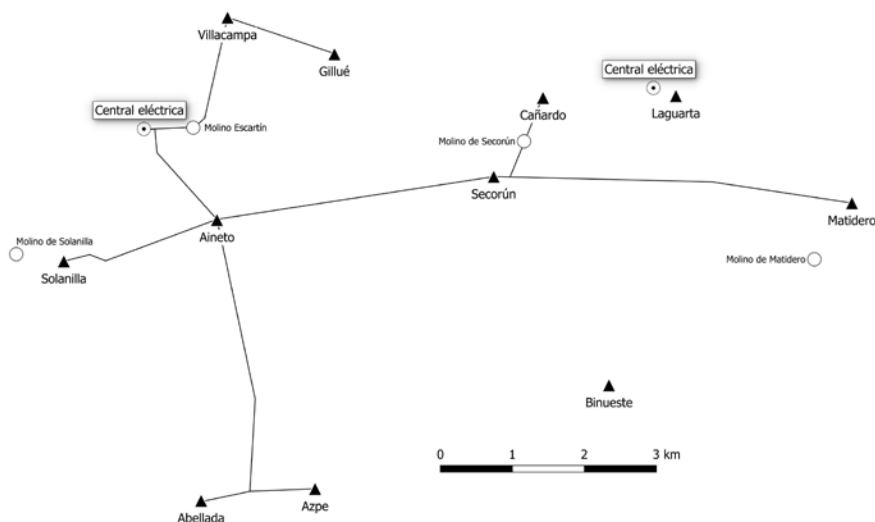 Villacampa
Gillué
Central eléctrica
Molino Escartín
Central eléctrica
Laguarta
Cañardo
Molino de Secorún
Secorún
Matidero
Aineto
Molino de Solanilla
Solanilla
Molino de Matidero
Binueste
0 1 2 3 km
Azpe
Abellada